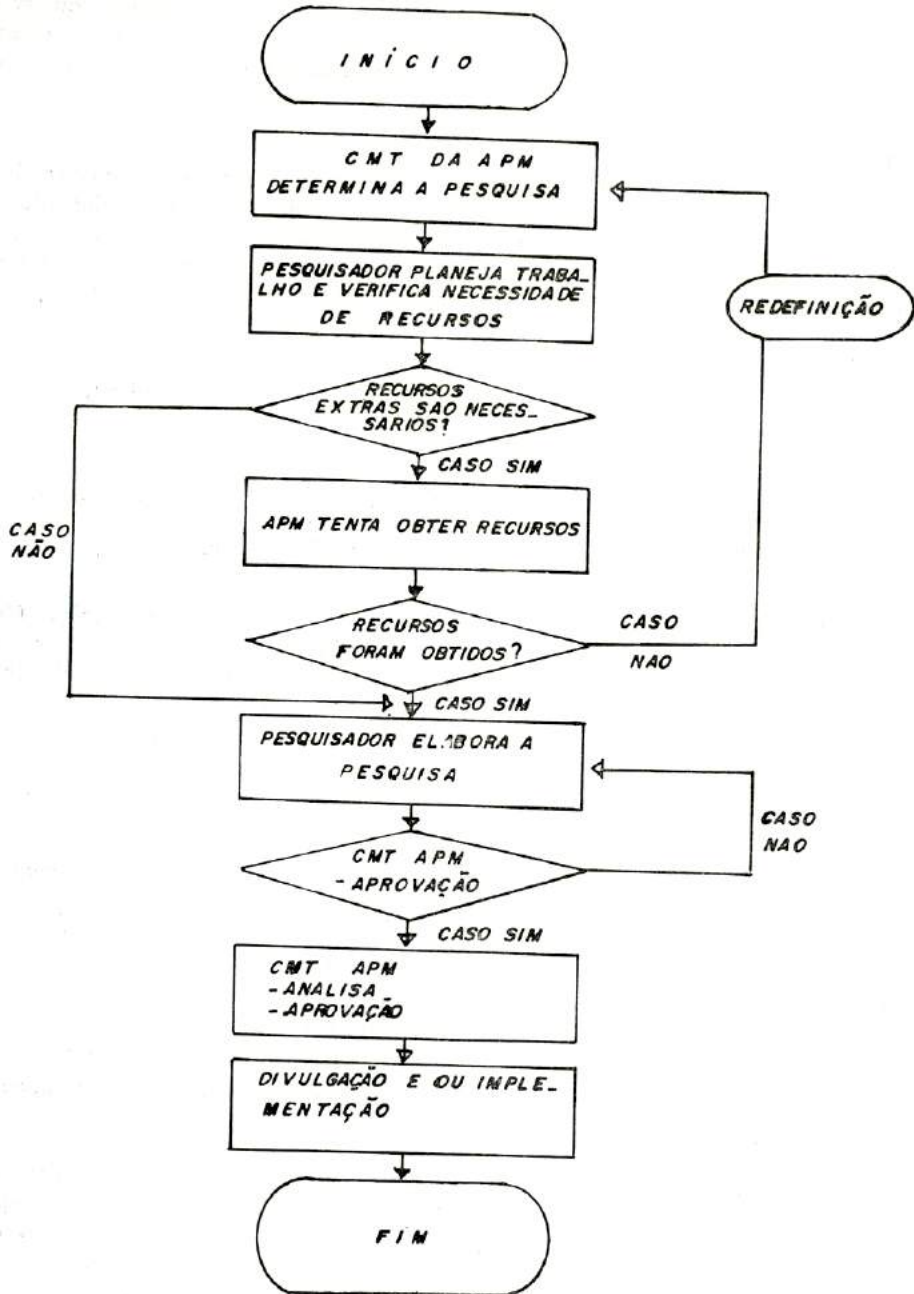 INÍCIO
CMT DA APM
DETERMINA A PESQUISA
PESQUISADOR PLANEJA TRABA_
LHO E VERIFICA NECESSIDADE
DE RECURSOS
REDEFINIÇÃO
RECURSOS
EXTRAS SAO NECES_
SÁRIOS?
CASO SIM
CASO
NÃO
APM TENTA OBTER RECURSOS
RECURSOS
FORAM OBTIDOS?
CASO
NAO
CASO SIM
PESQUISADOR ELABORA A
PESQUISA
CASO
NAO
CMT APM
- APROVAÇÃO
CASO SIM
CMT APM
- ANALISA
- APROVAÇÃO
DIVULGAÇÃO E OU IMPLE_
MENTAÇÃO
FIM